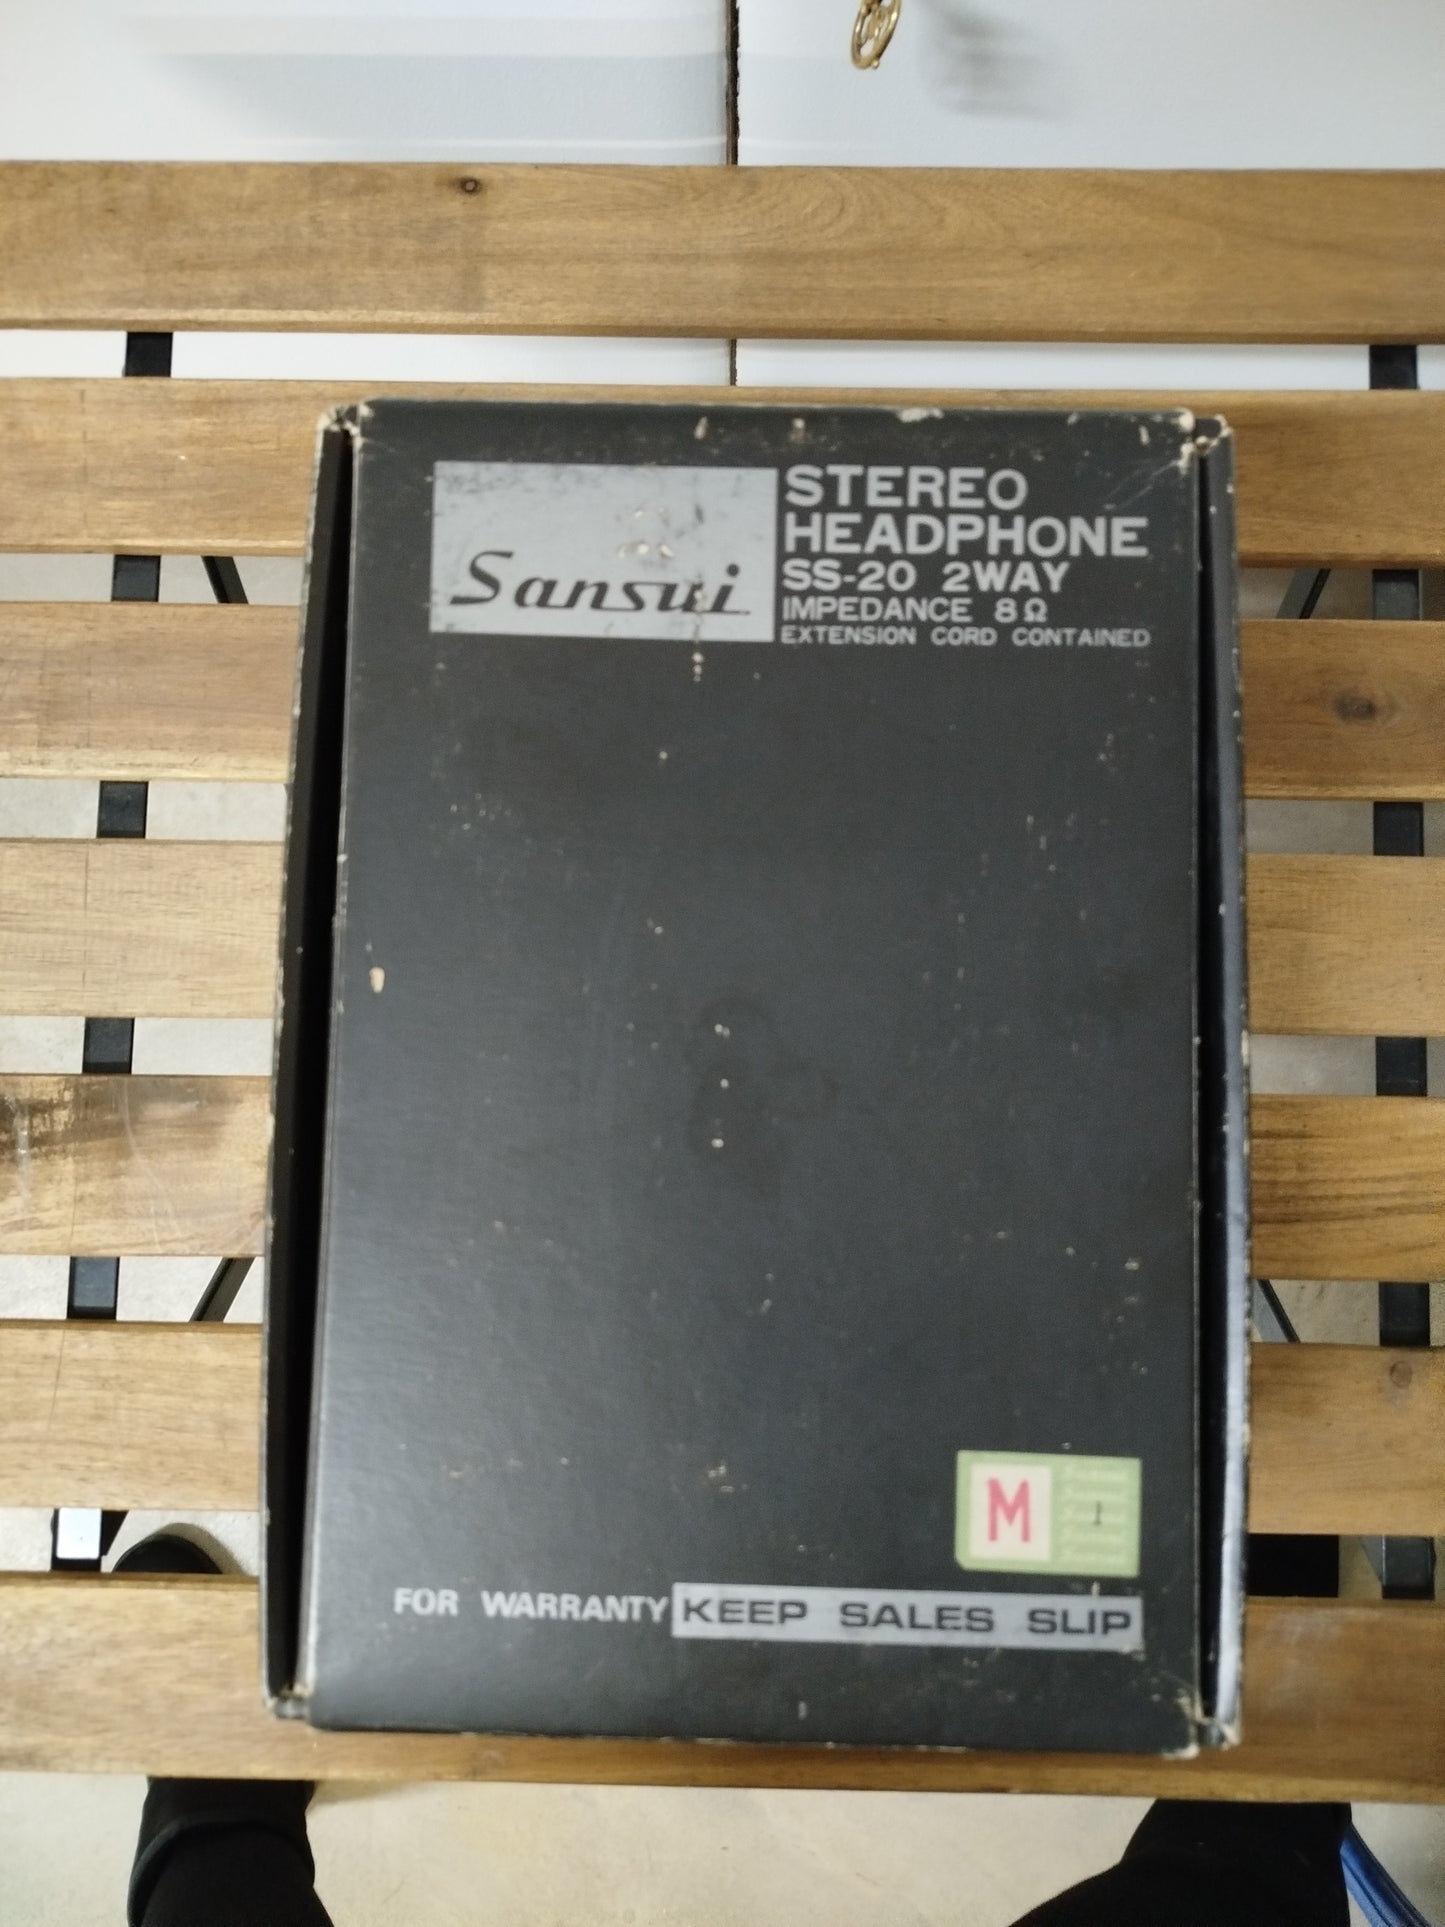 Sansui
STEREO
HEADPHONE
SS-20 2WAY
IMPEDANCE 8Ω
EXTENSION CORD CONTAINED
M
FOR WARRANTY KEEP SALES SLIP